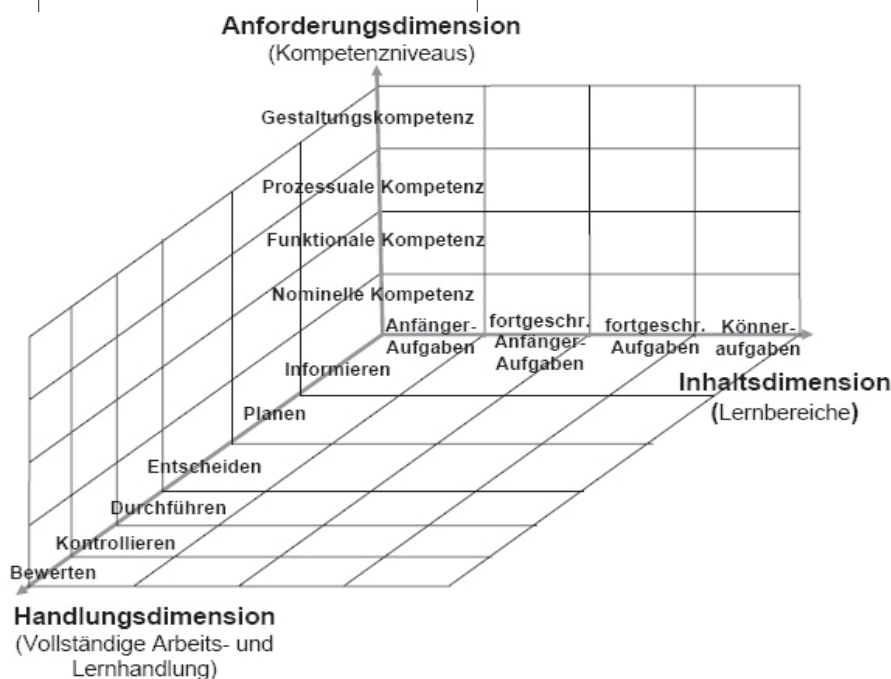 Anforderungsdimension
(Kompetenzniveaus)
Gestaltungskompetenz
Prozessuale Kompetenz
Funktionale Kompetenz
Nominelle Kompetenz
Anfänger-
Aufgaben
fortgeschr.
Anfänger-
Aufgaben
fortgeschr.
Aufgaben
Könner-
aufgaben
Inhaltsdimension
(Lernbereiche)
Informieren
Planen
Entscheiden
Durchführen
Kontrollieren
Bewerten
Handlungsdimension
(Vollständige Arbeits- und
Lernhandlung)